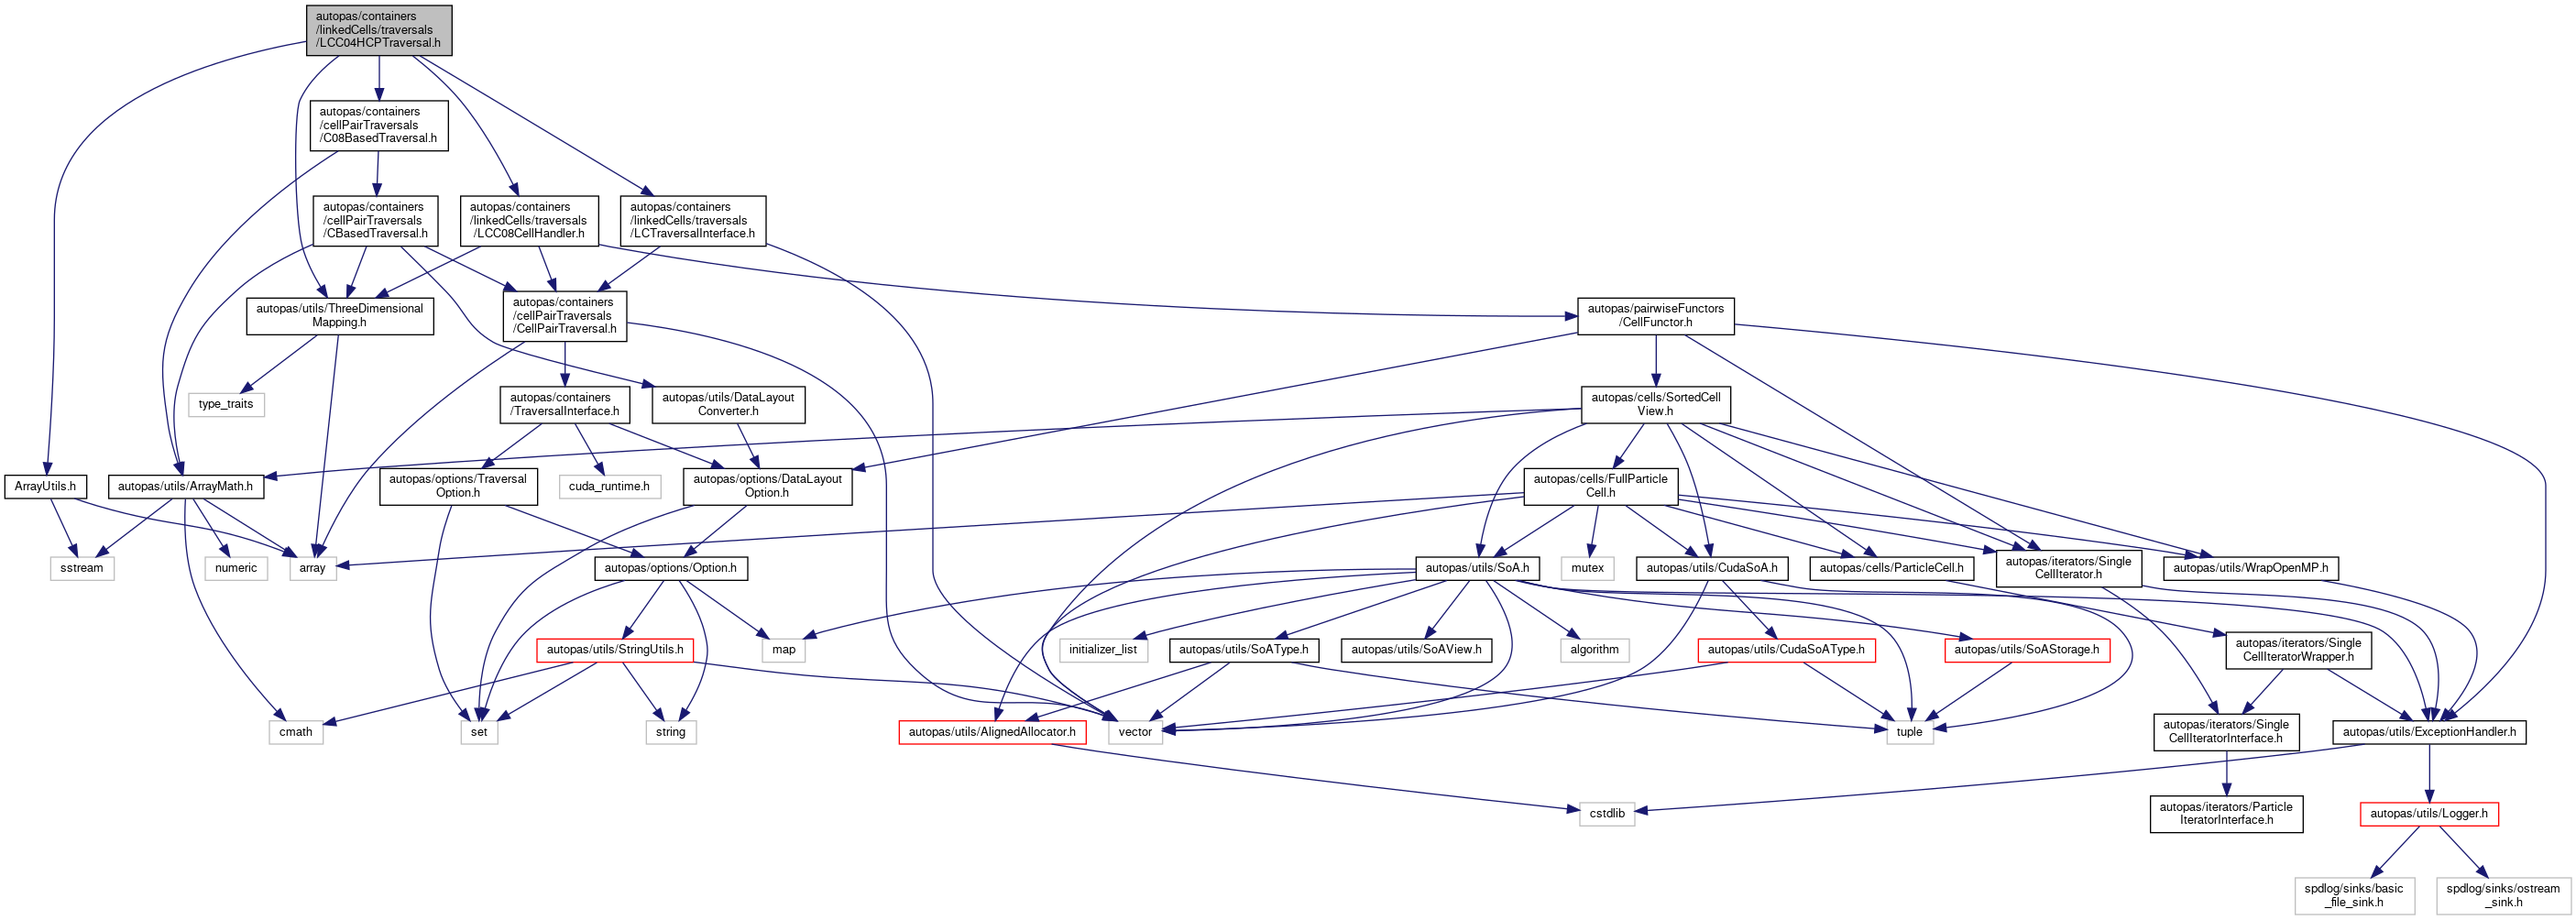 autopas/containers
/linkedCells/traversals
/LCC04HCPTraversal.h
autopas/containers
/cellPairTraversals
/C08BasedTraversal.h
autopas/containers
/cellPairTraversals
/CBasedTraversal.h
autopas/containers
/linkedCells/traversals
/LCC08CellHandler.h
autopas/containers
/linkedCells/traversals
/LCTraversalInterface.h
autopas/utils/ThreeDimensional
Mapping.h
autopas/containers
/cellPairTraversals
/CellPairTraversal.h
autopas/pairwiseFunctors
/CellFunctor.h
type_traits
autopas/containers
/TraversalInterface.h
autopas/utils/DataLayout
Converter.h
autopas/cells/SortedCell
View.h
ArrayUtils.h
autopas/utils/ArrayMath.h
autopas/options/Traversal
Option.h
cuda_runtime.h
autopas/options/DataLayout
Option.h
autopas/cells/FullParticle
Cell.h
sstream
numeric
array
autopas/options/Option.h
autopas/utils/SoA.h
mutex
autopas/utils/CudaSoA.h
autopas/cells/ParticleCell.h
autopas/iterators/Single
CellIterator.h
autopas/utils/WrapOpenMP.h
autopas/utils/StringUtils.h
map
initializer_list
autopas/utils/SoAType.h
autopas/utils/SoAView.h
algorithm
autopas/utils/CudaSoAType.h
autopas/utils/SoAStorage.h
autopas/iterators/Single
CellIteratorWrapper.h
cmath
set
string
autopas/utils/AlignedAllocator.h
vector
tuple
autopas/iterators/Single
CellIteratorInterface.h
autopas/utils/ExceptionHandler.h
cstdlib
autopas/iterators/Particle
IteratorInterface.h
autopas/utils/Logger.h
spdlog/sinks/basic
_file_sink.h
spdlog/sinks/ostream
_sink.h